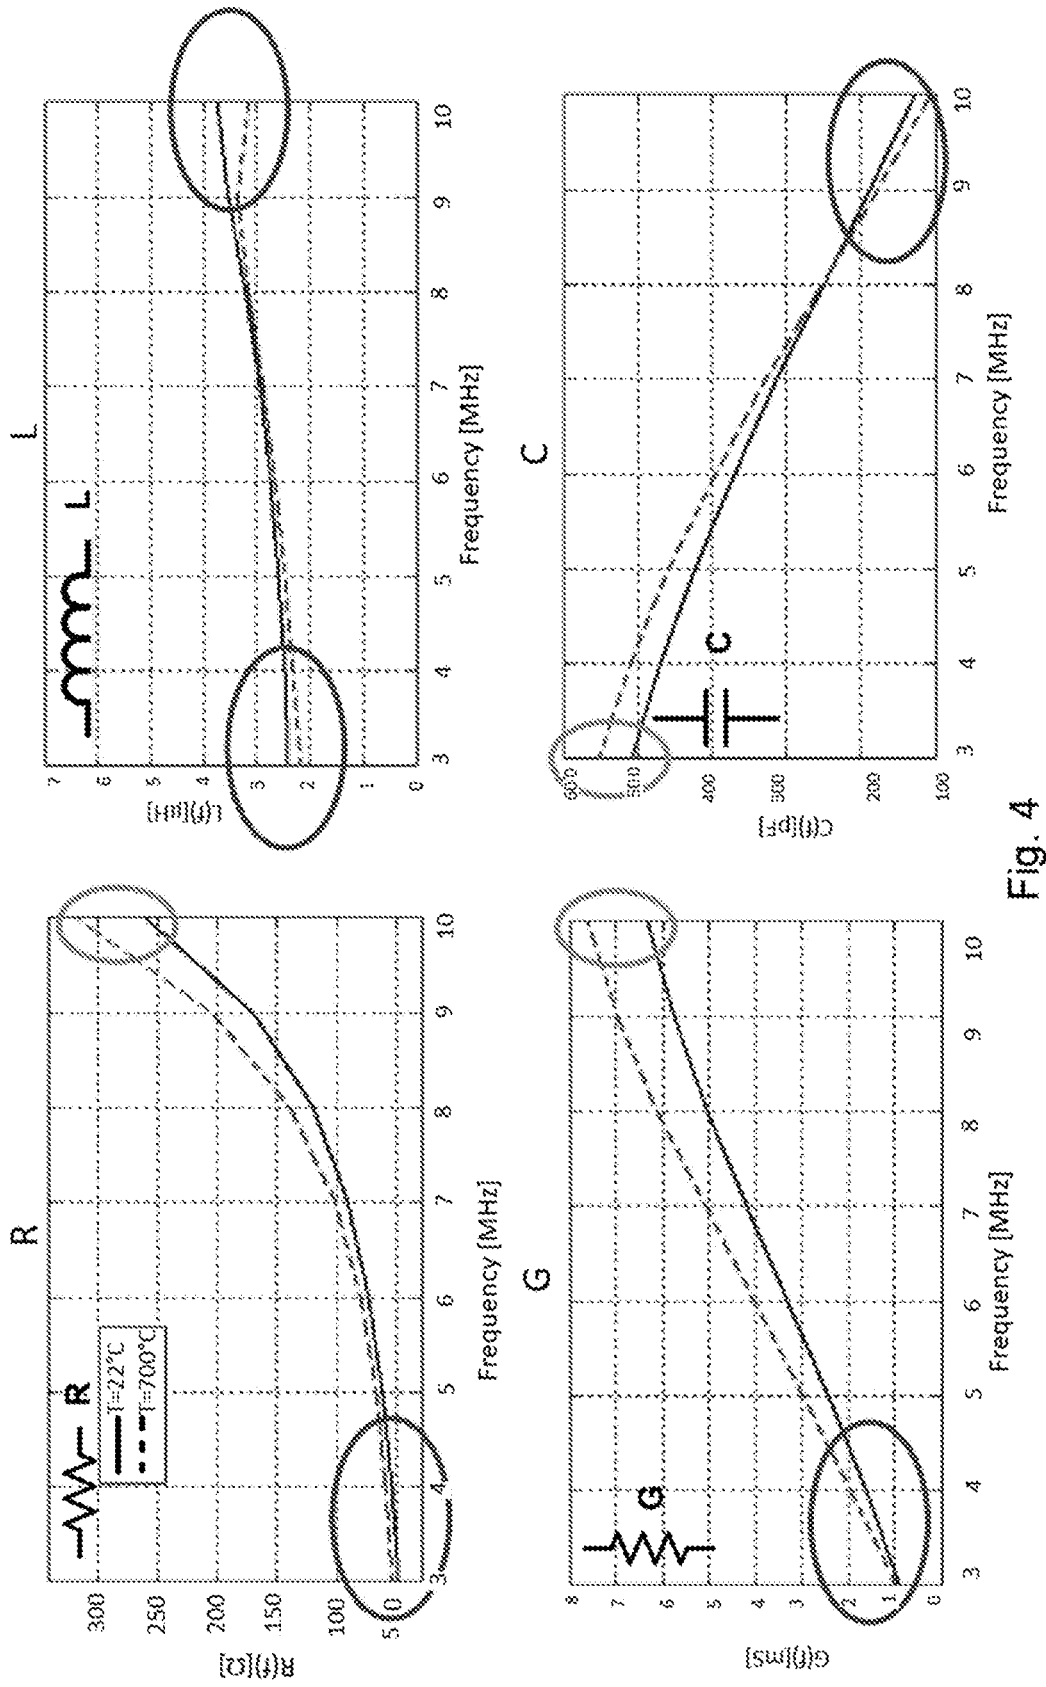 R
R
T=22°C
T=700°C
R(f)[Ω]
300
250
200
150
100
50
3 4 5 6 7 8 9 10
Frequency [MHz]
L
L
L(f)[µH]
7
6
5
4
3
2
1
0
3 4 5 6 7 8 9 10
Frequency [MHz]
G
G
G(f)[mS]
8
7
6
5
4
3
2
1
0
3 4 5 6 7 8 9 10
Frequency [MHz]
C
C
C(f)[pF]
600
500
400
300
200
100
3 4 5 6 7 8 9 10
Frequency [MHz]
Fig. 4